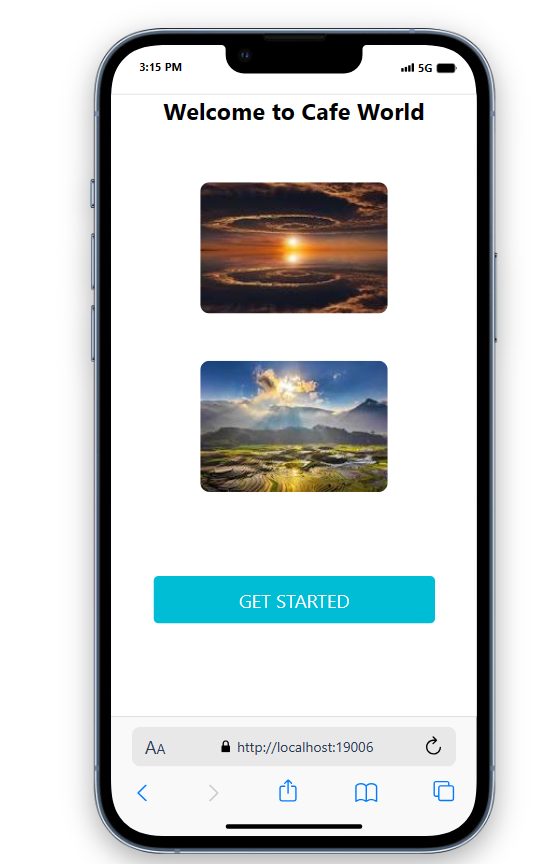 3:15 PM
5G
Welcome to Cafe World
GET STARTED
AA
http://localhost:19006